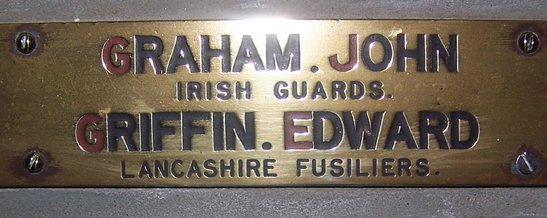 GRAHAM. JOHN
IRISH GUARDS.
GRIFFIN. EDWARD
LANCASHIRE FUSILIERS.